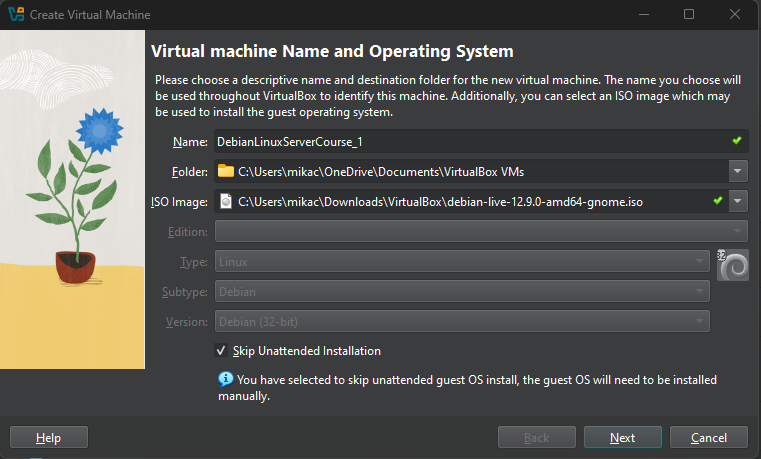 Create Virtual Machine
Virtual machine Name and Operating System
Please choose a descriptive name and destination folder for the new virtual machine. The name you choose will
be used throughout VirtualBox to identify this machine. Additionally, you can select an ISO image which may
be used to install the guest operating system.
Name: DebianLinuxServerCourse_1
Folder: C:\Users\mikac\OneDrive\Documents\VirtualBox VMs
ISO Image: C:\Users\mikac\Downloads\VirtualBox\debian-live-12.9.0-amd64-gnome.iso
Edition:
Type: Linux
32
Subtype: Debian
Version: Debian (32-bit)
Skip Unattended Installation
You have selected to skip unattended guest OS install, the guest OS will need to be installed
manually.
Help Back Next Cancel